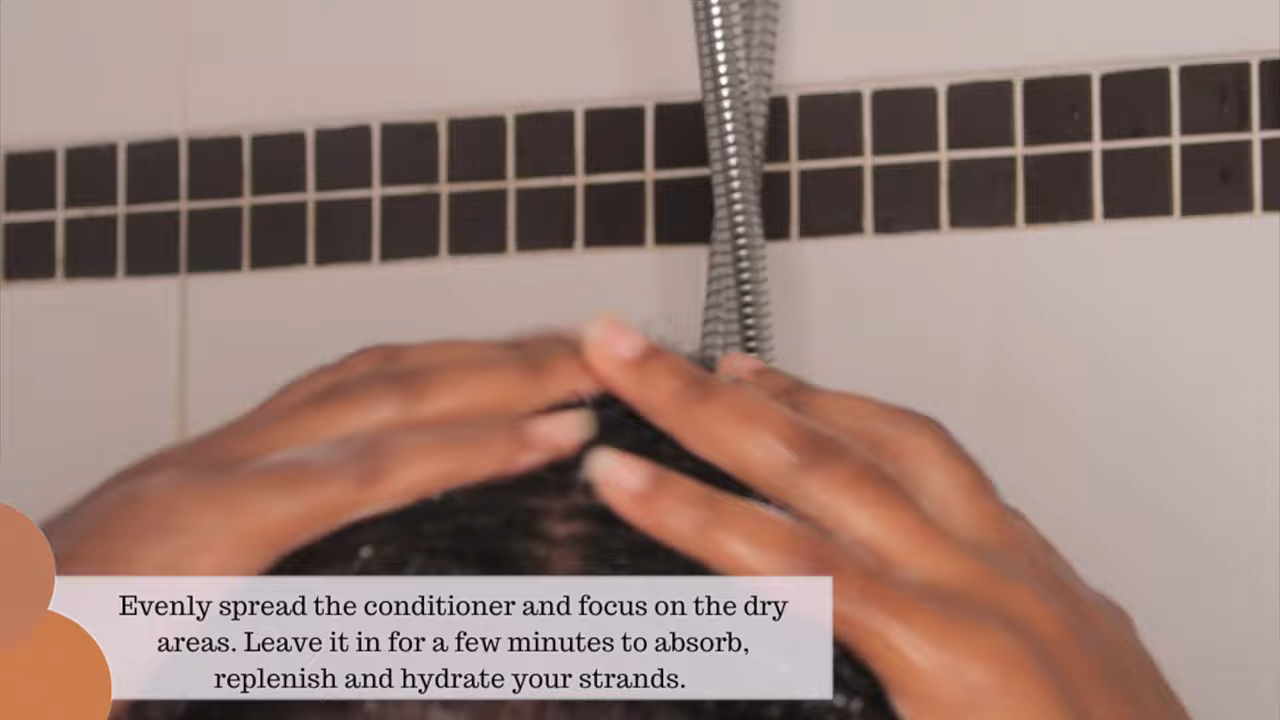 Evenly spread the conditioner and focus on the dry
areas. Leave it in for a few minutes to absorb,
replenish and hydrate your strands.